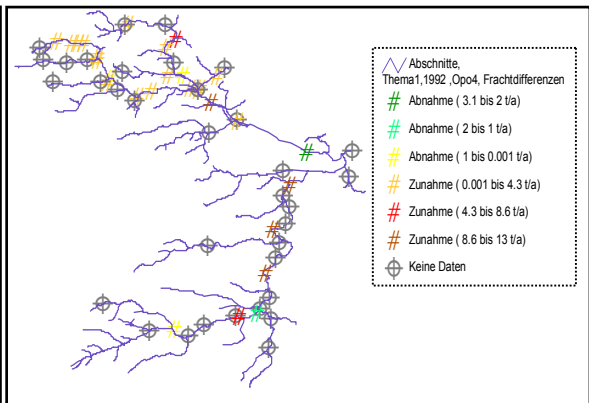 Abschnitte,
Thema1,1992 ,Opo4, Frachtdifferenzen
Abnahme ( 3.1 bis 2 t/a)
Abnahme ( 2 bis 1 t/a)
Abnahme ( 1 bis 0.001 t/a)
Zunahme ( 0.001 bis 4.3 t/a)
Zunahme ( 4.3 bis 8.6 t/a)
Zunahme ( 8.6 bis 13 t/a)
Keine Daten